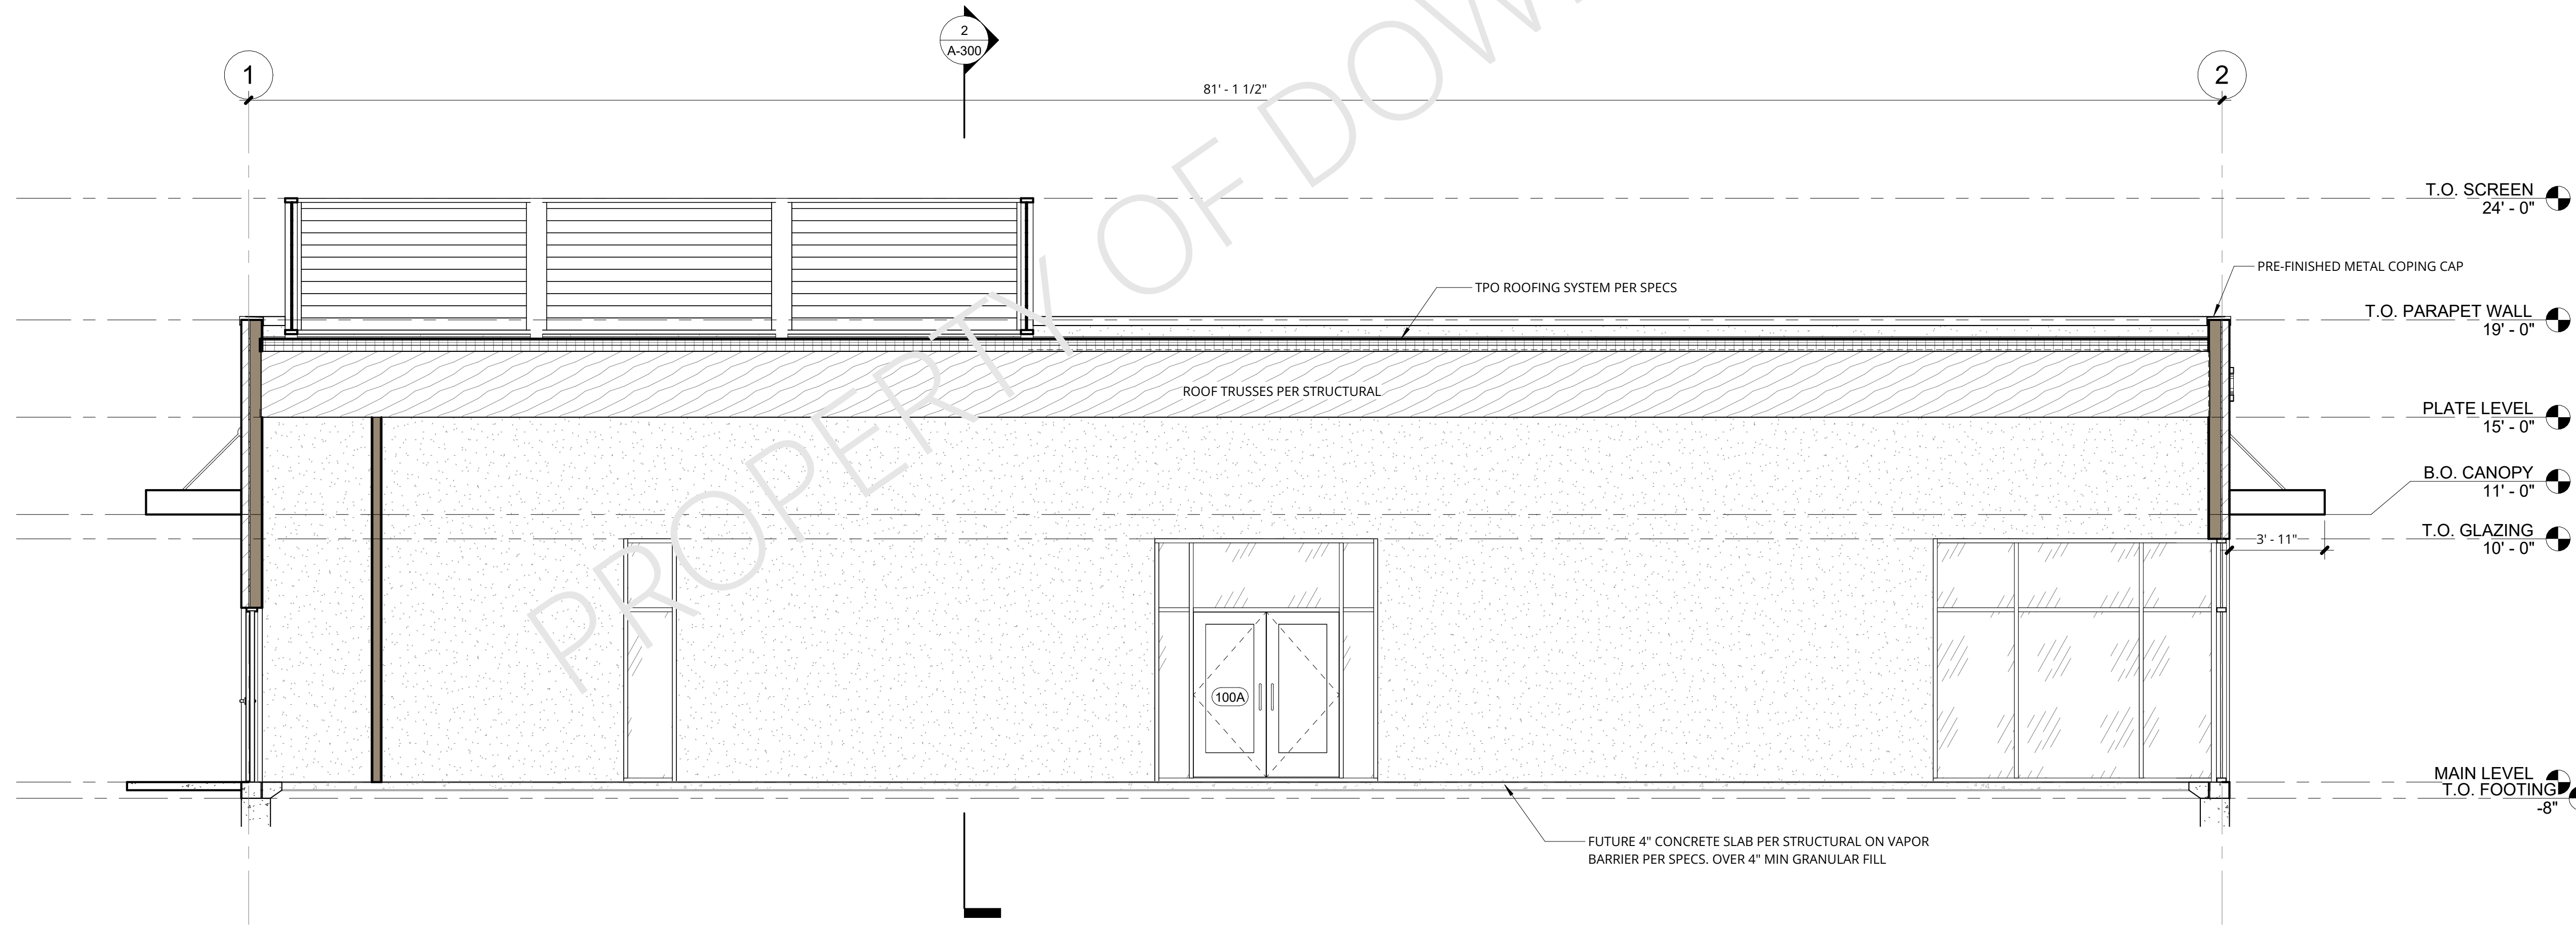 2
A-300
1
2
81' - 1 1/2"
T.O. SCREEN
24' - 0"
PRE-FINISHED METAL COPING CAP
TPO ROOFING SYSTEM PER SPECS
T.O. PARAPET WALL
19' - 0"
ROOF TRUSSES PER STRUCTURAL
PLATE LEVEL
15' - 0"
B.O. CANOPY
11' - 0"
T.O. GLAZING
10' - 0"
3' - 11"
100A
MAIN LEVEL
T.O. FOOTING
-8"
FUTURE 4" CONCRETE SLAB PER STRUCTURAL ON VAPOR
BARRIER PER SPECS. OVER 4" MIN GRANULAR FILL
PROPERTY OF